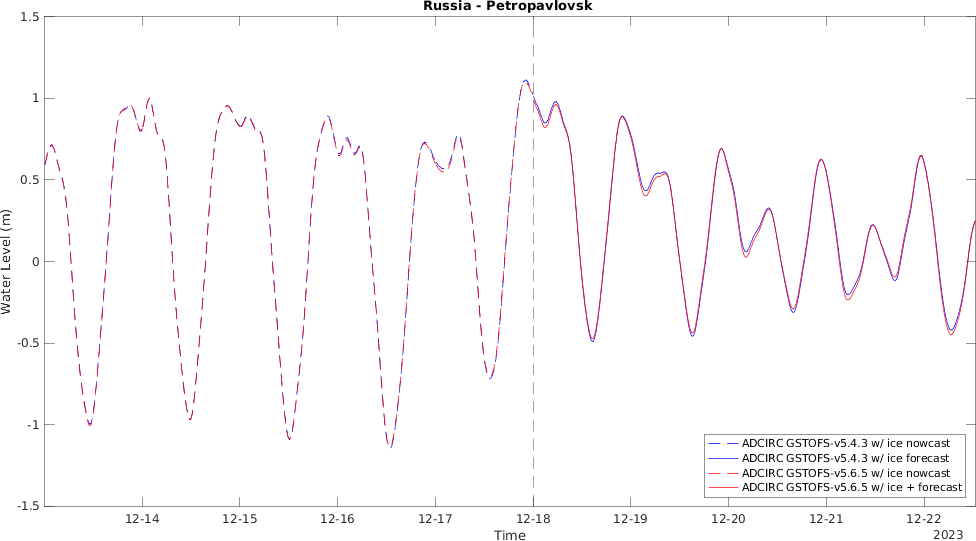 Russia - Petropavlovsk
1.5
1
0.5
0
-0.5
-1
-1.5
Water Level (m)
ADCIRC GSTOFS-v5.4.3 w/ ice nowcast
ADCIRC GSTOFS-v5.4.3 w/ ice forecast
ADCIRC GSTOFS-v5.6.5 w/ ice nowcast
ADCIRC GSTOFS-v5.6.5 w/ ice + forecast
12-14 12-15 12-16 12-17 12-18 12-19 12-20 12-21 12-22
Time
2023